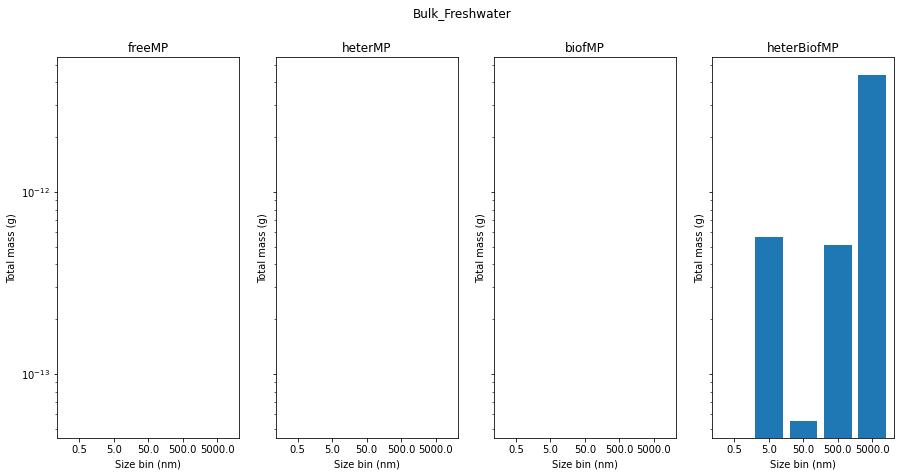 Bulk_Freshwater
freeMP
heterMP
biofMP
heterBiofMP
Total mass (g)
10⁻¹²
10⁻¹³
0.5 5.0 50.0 500.0 5000.0
Size bin (nm)
Total mass (g)
0.5 5.0 50.0 500.0 5000.0
Size bin (nm)
Total mass (g)
0.5 5.0 50.0 500.0 5000.0
Size bin (nm)
Total mass (g)
0.5 5.0 50.0 500.0 5000.0
Size bin (nm)